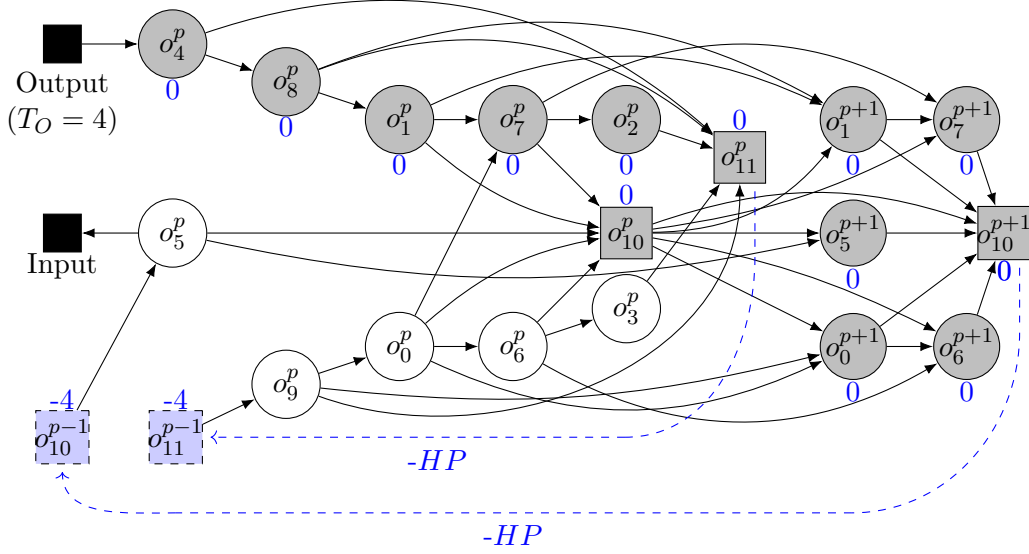 o_4^p
0
Output
(T_O = 4)
o_8^p
0
o_1^p
0
o_7^p
0
o_2^p
0
0
o_11^p
o_1^{p+1}
0
o_7^{p+1}
0
Input
o_5^p
0
o_10^p
o_5^{p+1}
0
o_10^{p+1}
0
o_3^p
o_0^p
o_6^p
o_0^{p+1}
0
o_6^{p+1}
0
o_9^p
-4
o_10^{p-1}
-4
o_11^{p-1}
-HP
-HP